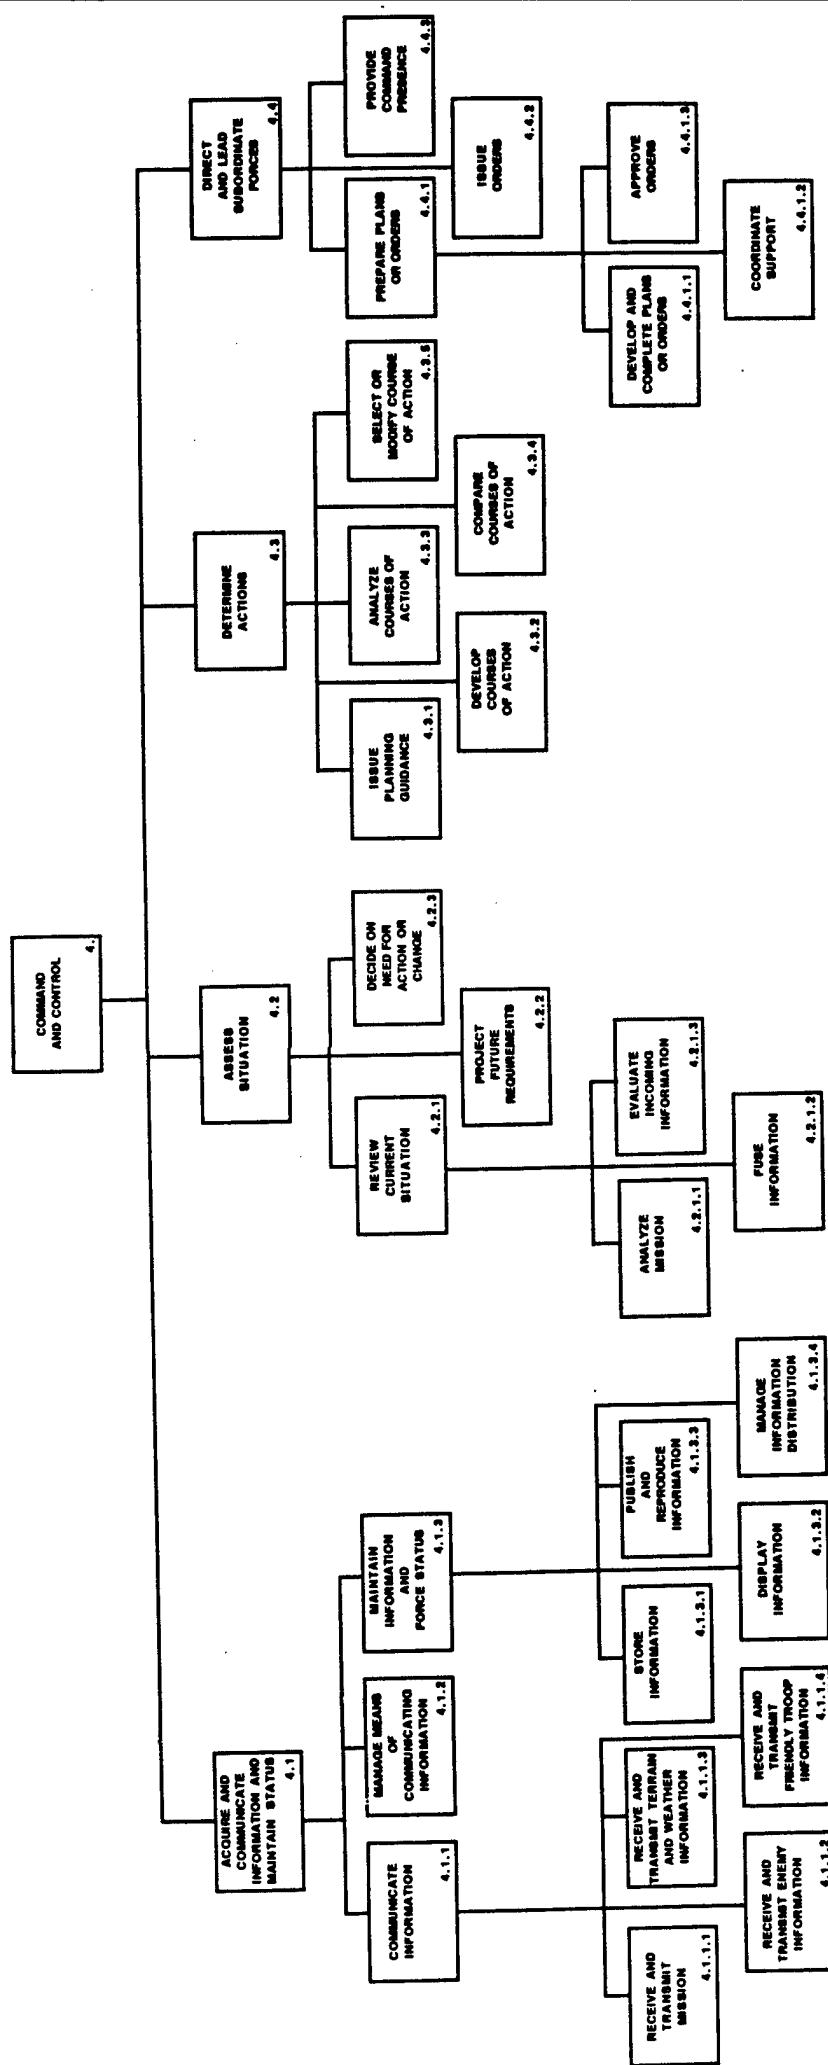 COMMAND
AND CONTROL
4.
ACQUIRE AND
COMMUNICATE
INFORMATION AND
MAINTAIN STATUS
4.1
ASSESS
SITUATION
4.2
DETERMINE
ACTIONS
4.3
DIRECT
AND LEAD
SUBORDINATE
FORCES
4.4
COMMUNICATE
INFORMATION
4.1.1
MANAGE MEANS
OF
COMMUNICATING
INFORMATION
4.1.2
MAINTAIN
INFORMATION
AND
FORCE STATUS
4.1.3
REVIEW
CURRENT
SITUATION
4.2.1
DECIDE ON
NEED FOR
ACTION OR
CHANGE
4.2.3
ISSUE
PLANNING
GUIDANCE
4.3.1
ANALYZE
COURSES OF
ACTION
4.3.3
SELECT OR
MODIFY COURSE
OF ACTION
4.3.5
PREPARE PLANS
OR ORDERS
4.4.1
PROVIDE
COMMAND
PRESENCE
4.4.3
PROJECT
FUTURE
REQUIREMENTS
4.2.2
DEVELOP
COURSES
OF ACTION
4.3.2
COMPARE
COURSES OF
ACTION
4.3.4
ISSUE
ORDERS
4.4.2
RECEIVE AND
TRANSMIT
MISSION
4.1.1.1
RECEIVE AND
TRANSMIT TERRAIN
AND WEATHER
INFORMATION
4.1.1.3
STORE
INFORMATION
4.1.3.1
PUBLISH
AND
REPRODUCE
INFORMATION
4.1.3.3
ANALYZE
MISSION
4.2.1.1
EVALUATE
INCOMING
INFORMATION
4.2.1.3
DEVELOP AND
COMPLETE PLANS
OR ORDERS
4.4.1.1
APPROVE
ORDERS
4.4.1.3
RECEIVE AND
TRANSMIT ENEMY
INFORMATION
4.1.1.2
RECEIVE AND
TRANSMIT
FRIENDLY TROOP
INFORMATION
4.1.1.4
DISPLAY
INFORMATION
4.1.3.2
MANAGE
INFORMATION
DISTRIBUTION
4.1.3.4
FUSE
INFORMATION
4.2.1.2
COORDINATE
SUPPORT
4.4.1.2